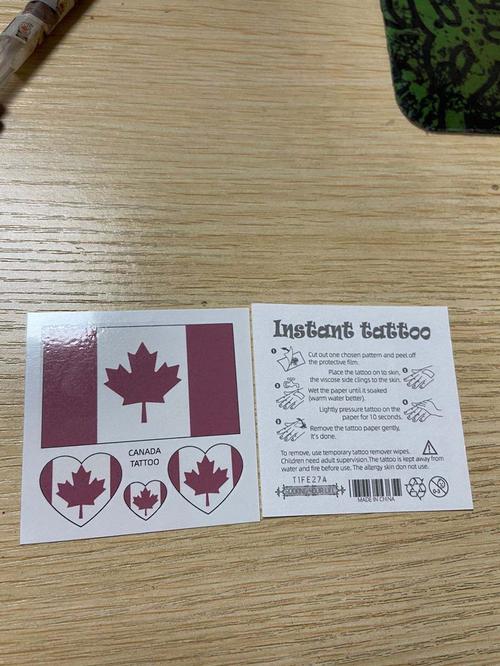 CANADA
TATTOO
Instant tattoo
1 Cut out one chosen pattern and peel off
the protective film.
Place the tattoo on to skin,
the viscose side clings to the skin.
Wet the paper until it soaked
(warm water better).
Lightly pressure tattoo on the
paper for 10 seconds.
Remove the tattoo paper gently,
It's done.
To remove, use temporary tattoo remover wipes.
Children need adult supervision.The tattoo is kept away from
water and fire before use. The allergy skin don not use.
T1FE27A
MADE IN CHINA
0-3